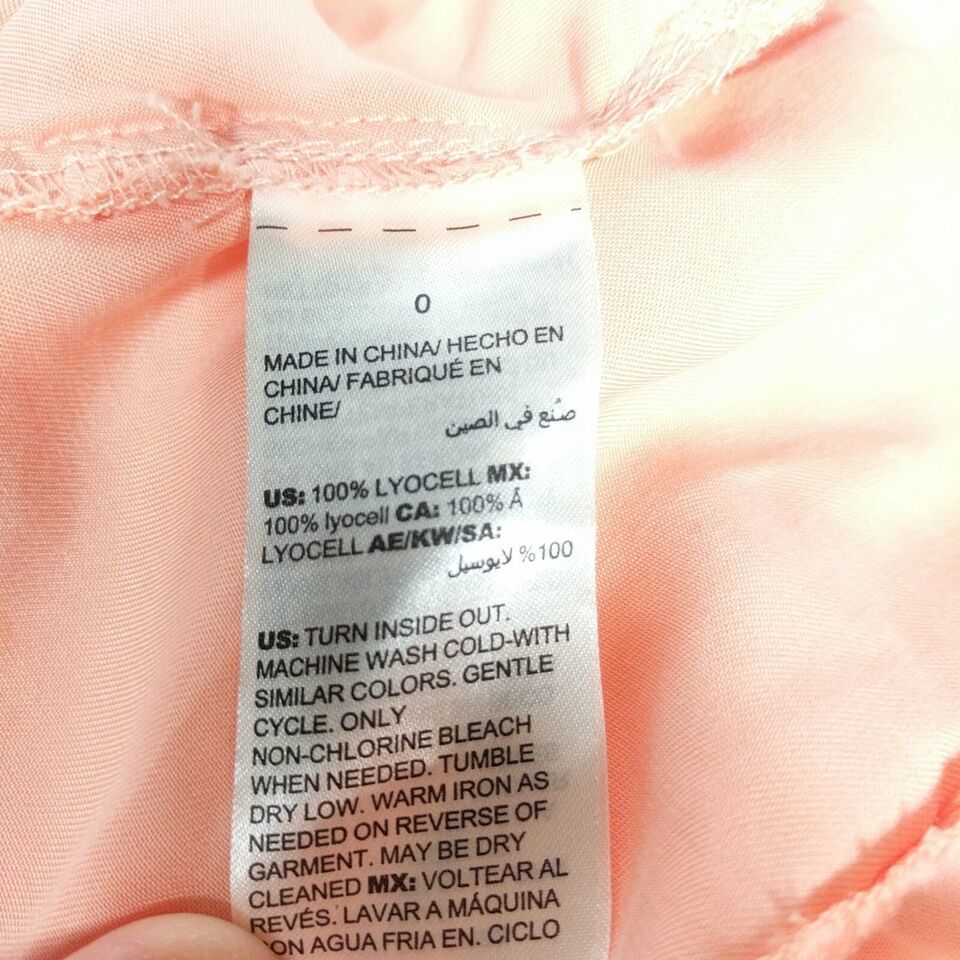 0
MADE IN CHINA/ HECHO EN
CHINA/ FABRIQUÉ EN
CHINE/
صنع في الصين
US: 100% LYOCELL MX:
100% lyocell CA: 100% Â
LYOCELL AE/KW/SA:
100% لايوسيل
US: TURN INSIDE OUT.
MACHINE WASH COLD-WITH
SIMILAR COLORS. GENTLE
CYCLE. ONLY
NON-CHLORINE BLEACH
WHEN NEEDED. TUMBLE
DRY LOW. WARM IRON AS
NEEDED ON REVERSE OF
GARMENT. MAY BE DRY
CLEANED MX: VOLTEAR AL
REVÉS. LAVAR A MÁQUINA
CON AGUA FRIA EN. CICLO